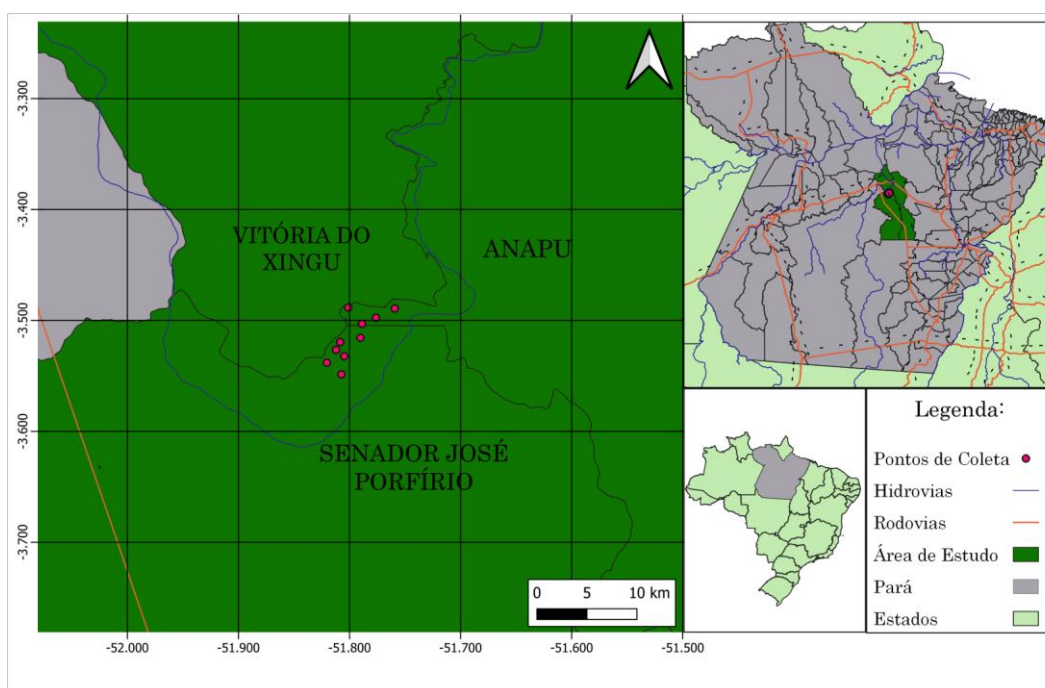 -3.300
-3.400
-3.500
-3.600
-3.700
VITÓRIA DO
XINGU
ANAPU
SENADOR JOSÉ
PORFÍRIO
0 5 10 km
-52.000 -51.900 -51.800 -51.700 -51.600 -51.500
Legenda:
Pontos de Coleta
Hidrovias
Rodovias
Área de Estudo
Pará
Estados